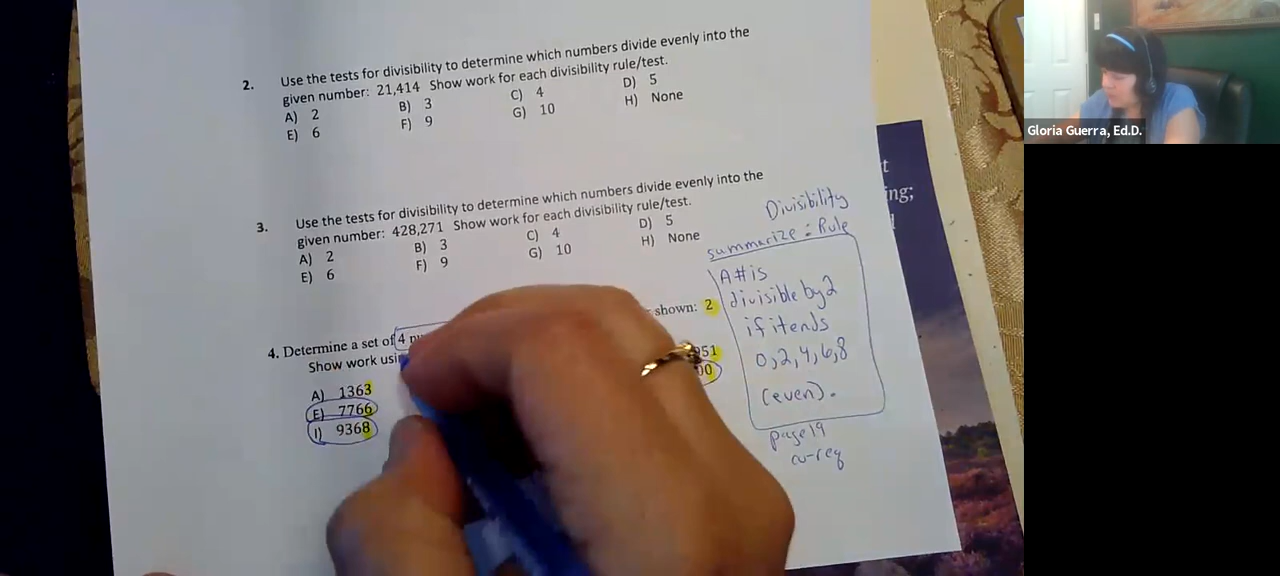 2. Use the tests for divisibility to determine which numbers divide evenly into the
given number: 21,414 Show work for each divisibility rule/test.
A) 2 B) 3 C) 4 D) 5
E) 6 F) 9 G) 10 H) None
3. Use the tests for divisibility to determine which numbers divide evenly into the
given number: 428,271 Show work for each divisibility rule/test.
A) 2 B) 3 C) 4 D) 5
E) 6 F) 9 G) 10 H) None
4. Determine a set of 4
shown: 2
Show work
A) 1363
E) 7766
I) 9368
51
00
Divisibility
summarize: Rule
A # is
divisible by 2
if it ends
0,2,4,6,8
(even).
page 19
co-req
ing;
Gloria Guerra, Ed.D.